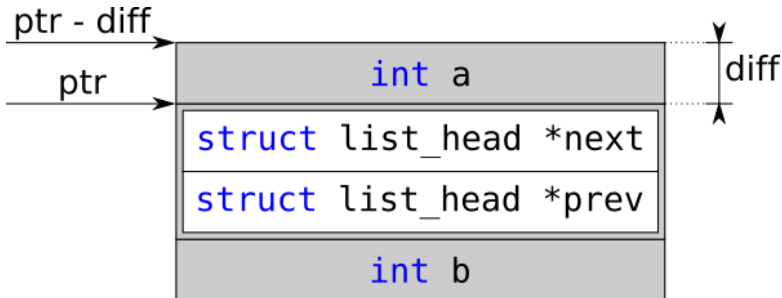 ptr - diff
int a
diff
ptr
struct list_head *next
struct list_head *prev
int b